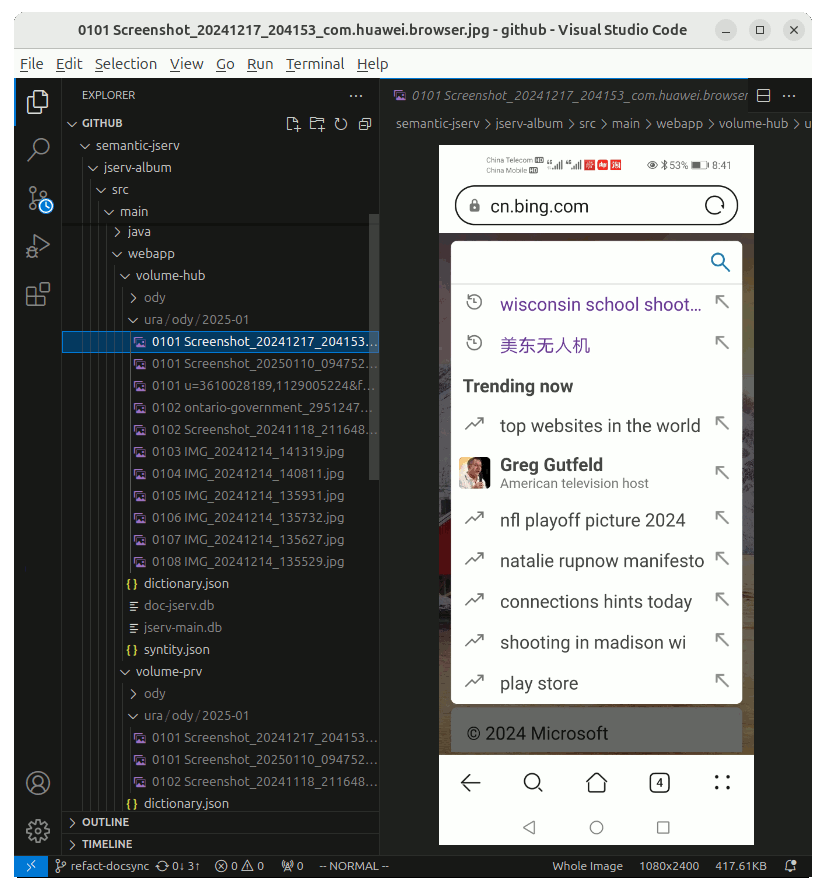 0101 Screenshot_20241217_204153_com.huawei.browser.jpg - github - Visual Studio Code
File Edit Selection View Go Run Terminal Help
EXPLORER
GITHUB
semantic-jserv
jserv-album
src
main
java
webapp
volume-hub
ody
ura / ody / 2025-01
0101 Screenshot_20241217_204153...
0101 Screenshot_20250110_094752...
0101 u=3610028189,1129005224&f...
0102 ontario-government_2951247...
0102 Screenshot_20241118_211648...
0103 IMG_20241214_141319.jpg
0104 IMG_20241214_140811.jpg
0105 IMG_20241214_135931.jpg
0106 IMG_20241214_135732.jpg
0107 IMG_20241214_135627.jpg
0108 IMG_20241214_135529.jpg
{} dictionary.json
doc-jserv.db
jserv-main.db
{} syntity.json
volume-prv
ody
ura / ody / 2025-01
0101 Screenshot_20241217_204153...
0101 Screenshot_20250110_094752...
0102 Screenshot_20241118_211648...
{} dictionary.json
OUTLINE
TIMELINE
0101 Screenshot_20241217_204153_com.huawei.browser
semantic-jserv > jserv-album > src > main > webapp > volume-hub > u
China Telecom HD
China Mobile HD
53% 8:41
cn.bing.com
wisconsin school shoot...
美东无人机
Trending now
top websites in the world
Greg Gutfeld
American television host
nfl playoff picture 2024
natalie rupnow manifesto
connections hints today
shooting in madison wi
play store
© 2024 Microsoft
4
refact-docsync 0↓ 3↑ 0 0 0 -- NORMAL -- Whole Image 1080x2400 417.61KB